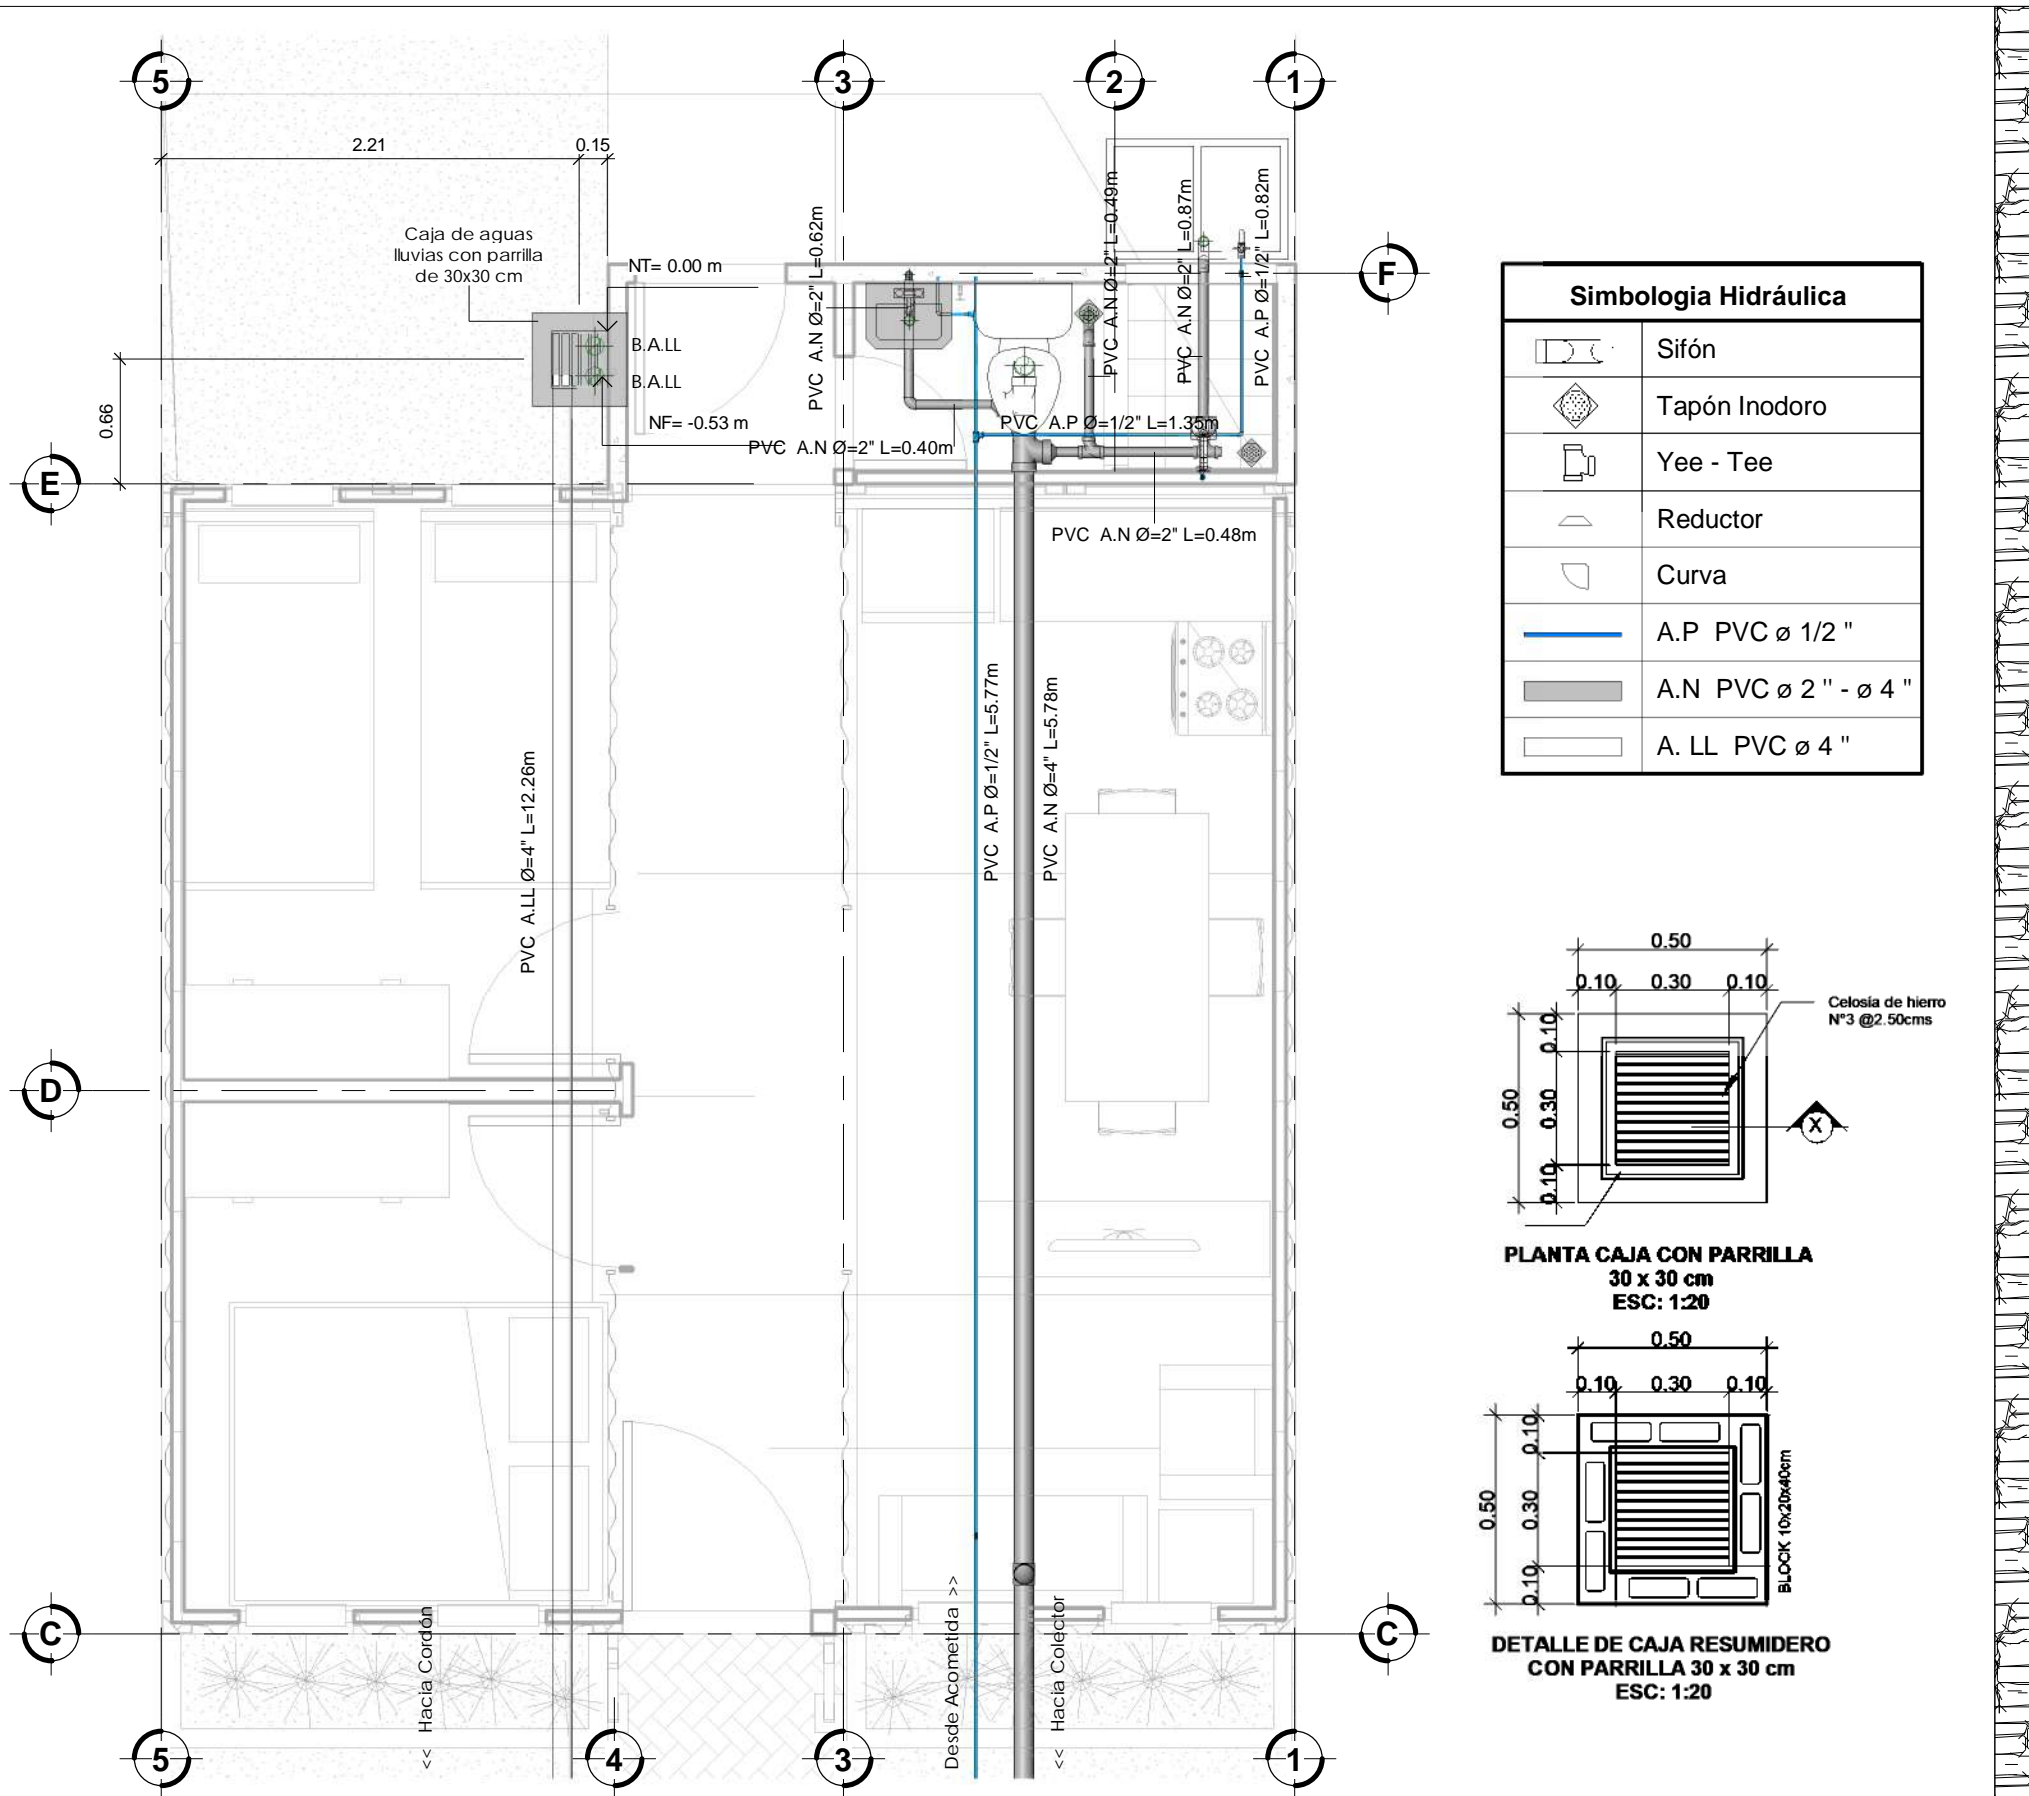 5
3
2
1
2.21
0.15
Caja de aguas
lluvias con parrilla
de 30x30 cm
NT= 0.00 m
B.A.LL
B.A.LL
NF= -0.53 m
0.66
PVC A.N Ø=2" L=0.62m
PVC A.N Ø=2" L=0.49m
PVC A.N Ø=2" L=0.87m
PVC A.P Ø=1/2" L=0.82m
PVC A.P Ø=1/2" L=1.35m
PVC A.N Ø=2" L=0.40m
PVC A.N Ø=2" L=0.48m
F
E
PVC A.LL Ø=4" L=12.26m
PVC A.P Ø=1/2" L=5.77m
PVC A.N Ø=4" L=5.78m
D
C
C
<< Hacia Cordón
Desde Acometida >>
<< Hacia Colector
5
4
3
1
Simbologia Hidráulica
Sifón
Tapón Inodoro
Yee - Tee
Reductor
Curva
A.P PVC ø 1/2 "
A.N PVC ø 2 " - ø 4 "
A. LL PVC ø 4 "
0.50
0.10
0.30
0.10
Celosía de hierro
N°3 @2.50cms
0.50
0.10
0.30
0.10
X
PLANTA CAJA CON PARRILLA
30 x 30 cm
ESC: 1:20
0.50
0.10
0.30
0.10
0.50
0.10
0.30
0.10
BLOCK 10x20x40cm
DETALLE DE CAJA RESUMIDERO
CON PARRILLA 30 x 30 cm
ESC: 1:20